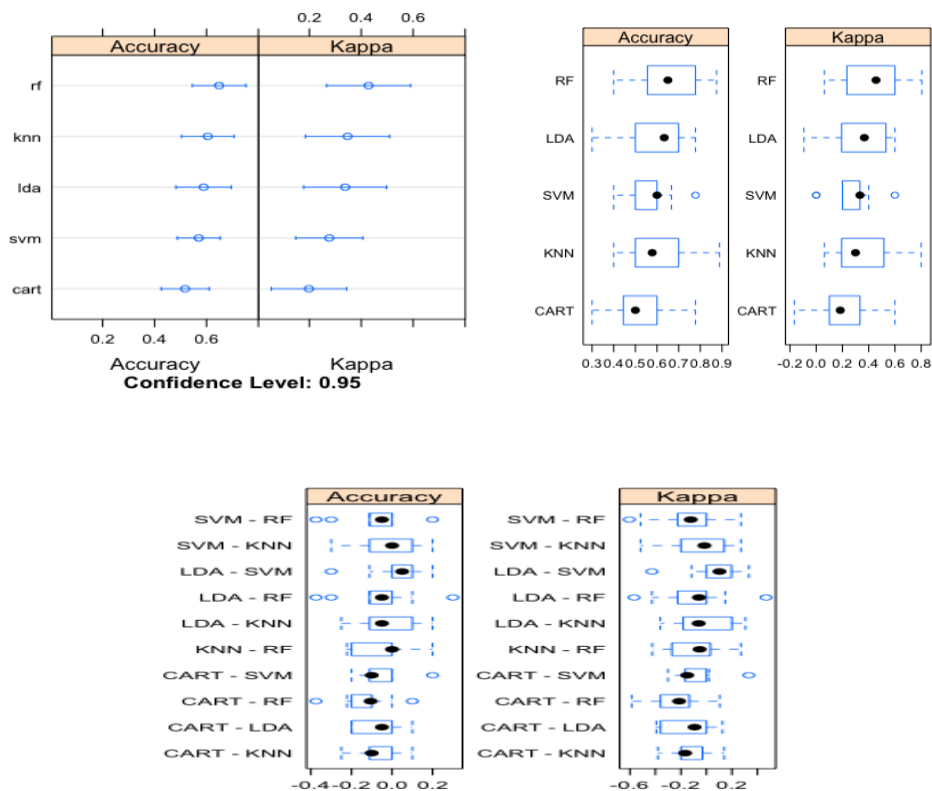 0.2 0.4 0.6
Accuracy Kappa
rf
knn
lda
svm
cart
0.2 0.4 0.6
Accuracy Kappa
Confidence Level: 0.95
Accuracy
RF
LDA
SVM
KNN
CART
0.3 0.4 0.5 0.6 0.7 0.8 0.9
Kappa
RF
LDA
SVM
KNN
CART
-0.2 0.0 0.2 0.4 0.6 0.8
Accuracy
SVM - RF
SVM - KNN
LDA - SVM
LDA - RF
LDA - KNN
KNN - RF
CART - SVM
CART - RF
CART - LDA
CART - KNN
-0.4 -0.2 0.0 0.2
Kappa
SVM - RF
SVM - KNN
LDA - SVM
LDA - RF
LDA - KNN
KNN - RF
CART - SVM
CART - RF
CART - LDA
CART - KNN
-0.6 -0.2 0.2